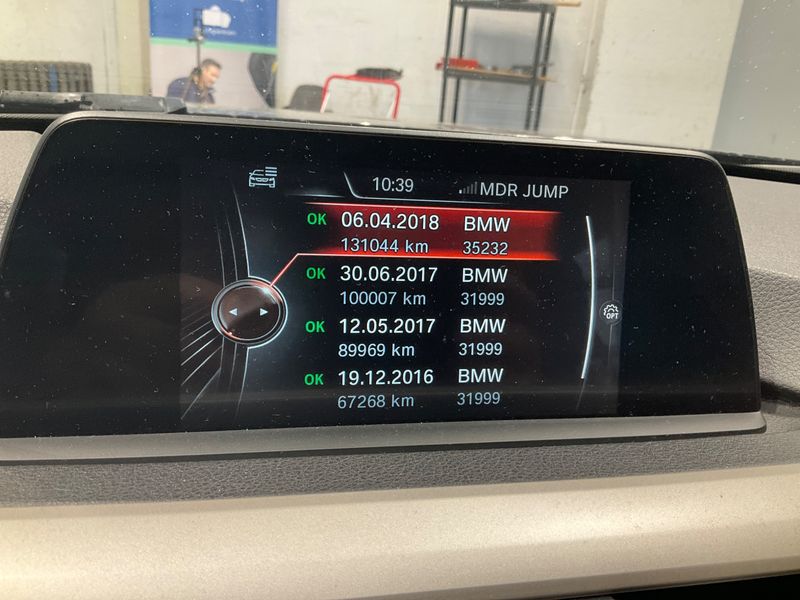 10:39 MDR JUMP
OK 06.04.2018 BMW
131044 km 35232
OK 30.06.2017 BMW
100007 km 31999
OPT
OK 12.05.2017 BMW
89969 km 31999
OK 19.12.2016 BMW
67268 km 31999